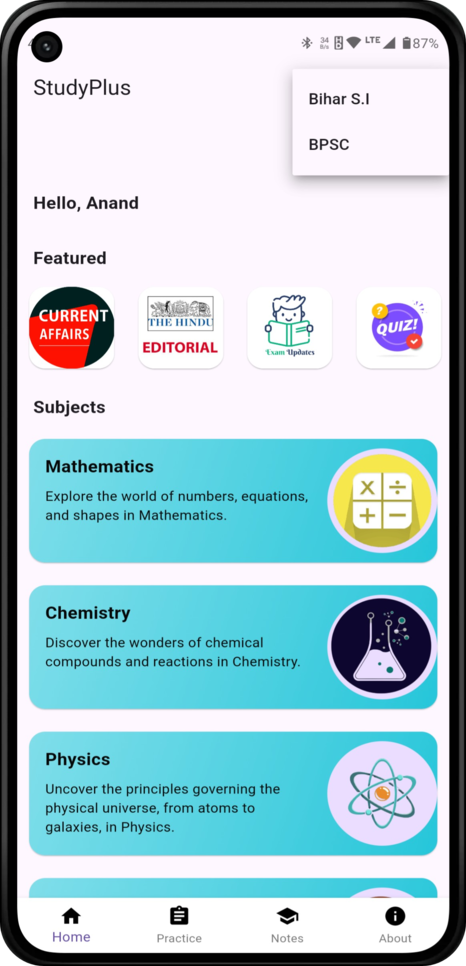 34
B/s
LTE
87%
StudyPlus
Bihar S.I
BPSC
Hello, Anand
Featured
CURRENT
AFFAIRS
THE HINDU
EDITORIAL
Exam Updates
?
QUIZ!
Subjects
Mathematics
Explore the world of numbers, equations,
and shapes in Mathematics.
Chemistry
Discover the wonders of chemical
compounds and reactions in Chemistry.
Physics
Uncover the principles governing the
physical universe, from atoms to
galaxies, in Physics.
Home
Practice
Notes
About